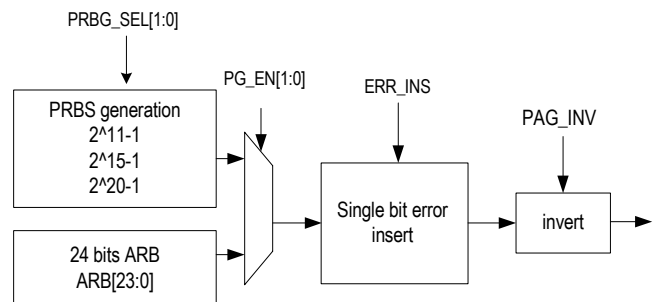 PRBG_SEL[1:0]
PRBS generation
2^11-1
2^15-1
2^20-1
PG_EN[1:0]
ERR_INS
PAG_INV
Single bit error
insert
invert
24 bits ARB
ARB[23:0]